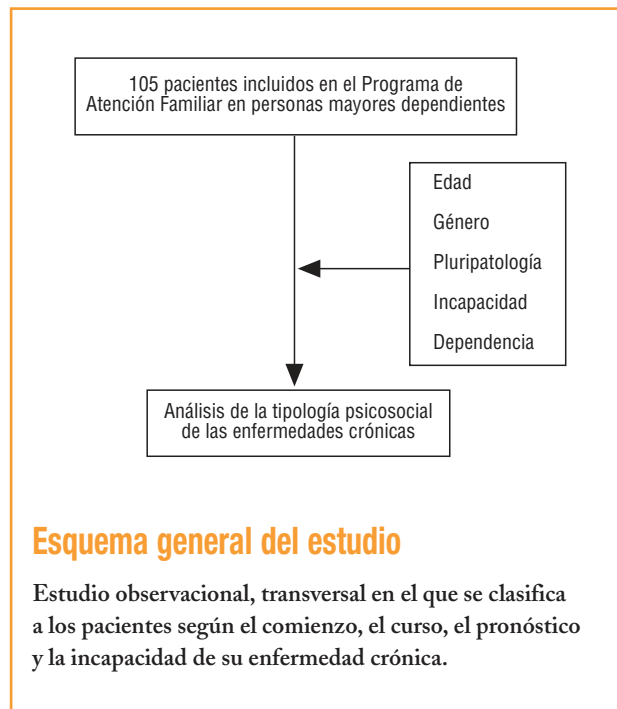 105 pacientes incluidos en el Programa de
Atención Familiar en personas mayores dependientes
Edad
Género
Pluripatología
Incapacidad
Dependencia
Análisis de la tipología psicosocial
de las enfermedades crónicas
Esquema general del estudio
Estudio observacional, transversal en el que se clasifica
a los pacientes según el comienzo, el curso, el pronóstico
y la incapacidad de su enfermedad crónica.